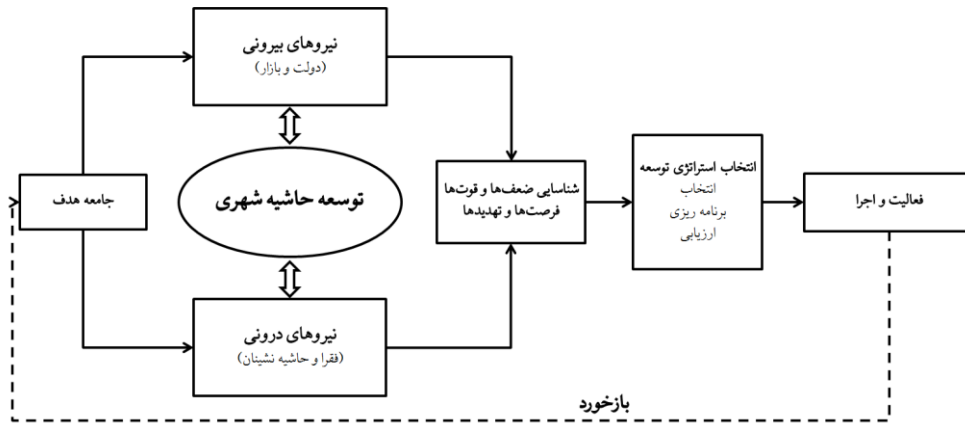 نیروهای بیرونی
(دولت و بازار)
جامعه هدف
توسعه حاشیه شهری
شناسایی ضعف‌ها و قوت‌ها
فرصت‌ها و تهدیدها
انتخاب استراتژی توسعه
انتخاب
برنامه ریزی
ارزیابی
فعالیت و اجرا
نیروهای درونی
(فقرا و حاشیه نشینان)
بازخورد